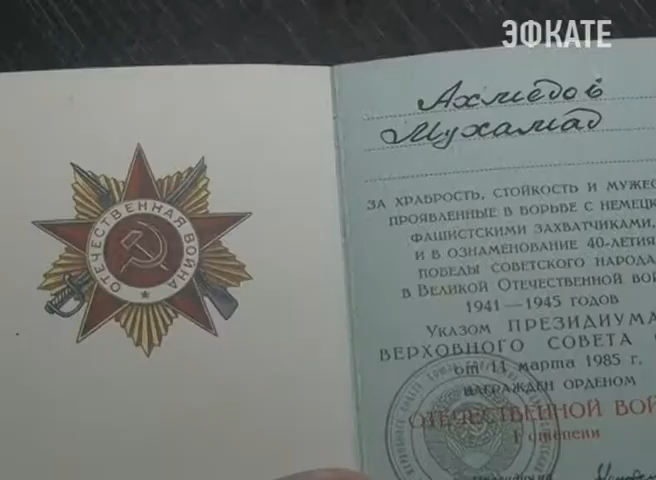 ЭФКАТЕ
ОТЕЧЕСТВЕННАЯ ВОЙНА
Ахмедов
Мухамад
ЗА ХРАБРОСТЬ, СТОЙКОСТЬ И МУЖЕС
ПРОЯВЛЕННЫЕ В БОРЬБЕ С НЕМЕЦК
ФАШИСТСКИМИ ЗАХВАТЧИКАМИ,
И В ОЗНАМЕНОВАНИЕ 40-ЛЕТИЯ
ПОБЕДЫ СОВЕТСКОГО НАРОДА
В ВЕЛИКОЙ ОТЕЧЕСТВЕННОЙ ВОЙ
1941—1945 ГОДОВ
УКАЗОМ ПРЕЗИДИУМА
ВЕРХОВНОГО СОВЕТА
от 11 марта 1985 г.
НАГРАЖДЕН ОРДЕНОМ
ОТЕЧЕСТВЕННОЙ ВОЙ
I степени